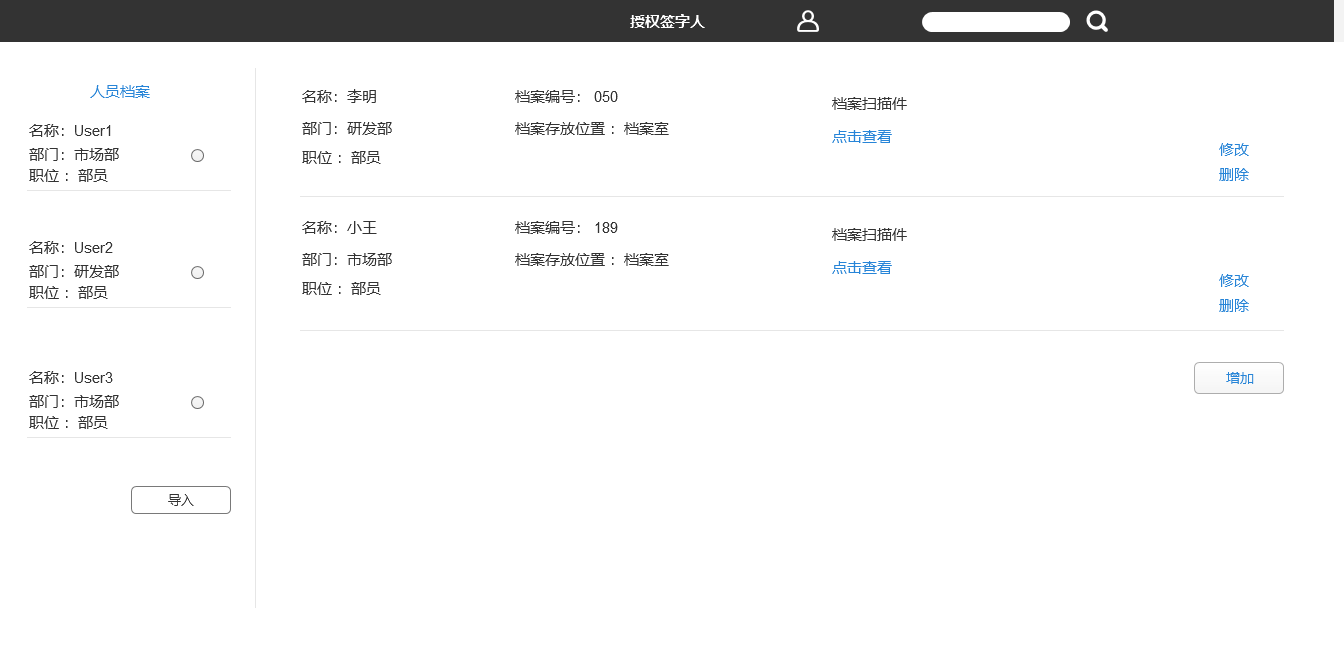 授权签字人
人员档案
名称：User1
部门：市场部
职位： 部员
名称：User2
部门：研发部
职位： 部员
名称：User3
部门：市场部
职位： 部员
导入
名称：李明
部门：研发部
职位： 部员
档案编号： 050
档案存放位置： 档案室
档案扫描件
点击查看
修改
删除
名称：小王
部门：市场部
职位： 部员
档案编号： 189
档案存放位置： 档案室
档案扫描件
点击查看
修改
删除
增加